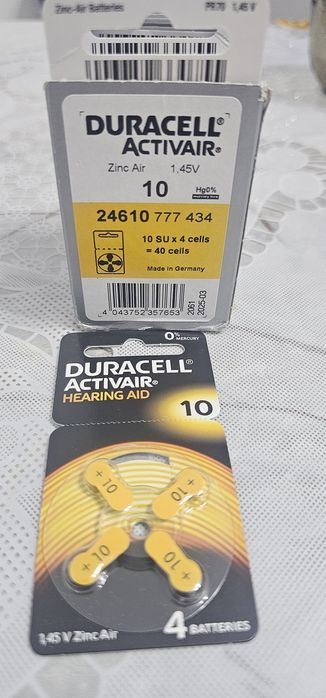 Zinc-Air Batteries
PR70 1,45 V
DURACELL®
ACTIVAIR®
Zinc Air 1,45V
10
Hg0%
24610 777 434
10 SU x 4 cells
= 40 cells
Made in Germany
4 043752 357653
2061
2025-03
0% MERCURY
DURACELL®
ACTIVAIR®
HEARING AID
10
+ 10
10 +
+ 10
10 +
1,45 V Zinc Air
4 BATTERIES